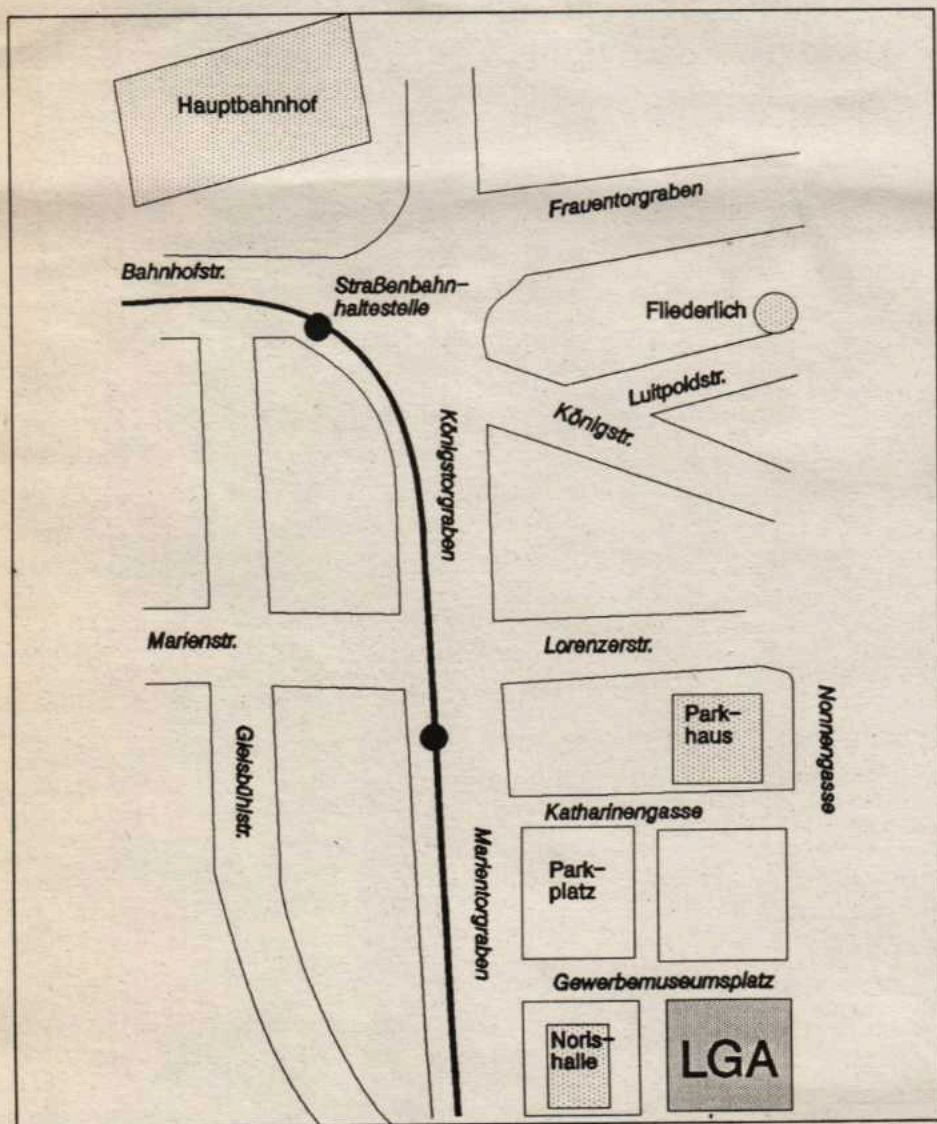 Hauptbahnhof
Frauentorgraben
Bahnhofstr.
Straßenbahn-
haltestelle
Fliederlich
Luitpoldstr.
Königstr.
Königstorgraben
Marienstr.
Lorenzerstr.
Park-
haus
Nonnengasse
Gleisbühlstr.
Katharinengasse
Marientorgraben
Park-
platz
Gewerbemuseumsplatz
Noris-
halle
LGA